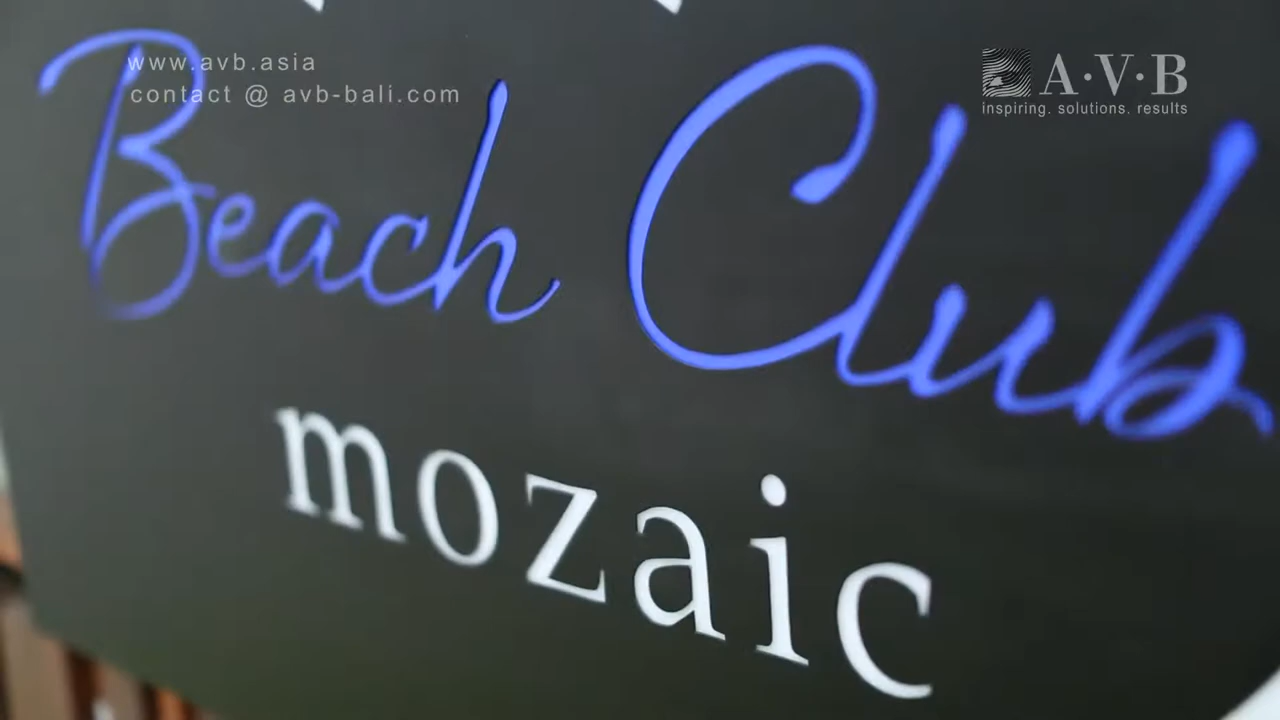 www.avb.asia
contact @ avb-bali.com
A·V·B
inspiring. solutions. results
Beach Club
mozaic